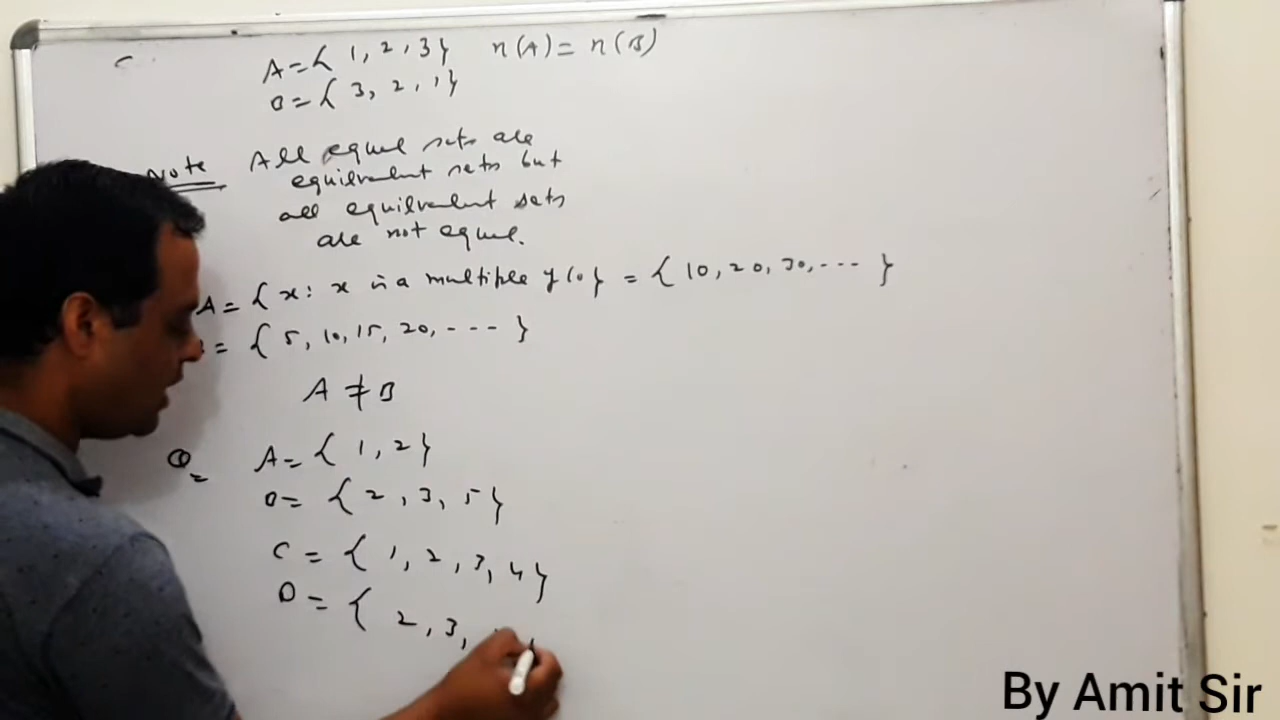 A = { 1, 2, 3 } n(A) = n(B)
B = { 3, 2, 1 }
Note All equal sets are
equilvalent sets but
all equilvalent sets
are not equal.
A = { x : x is a multiple of 10 } = { 10, 20, 30, --- }
= { 5, 10, 15, 20, --- }
A ≠ B
Q= A = { 1, 2 }
B = { 2, 3, 5 }
C = { 1, 2, 3, 4 }
D = { 2, 3,
By Amit Sir